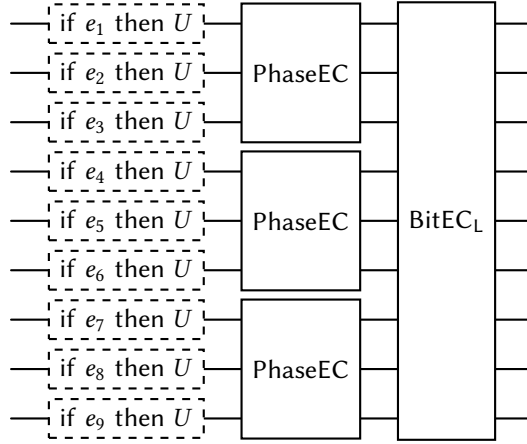 if e₁ then U
if e₂ then U
PhaseEC
if e₃ then U
if e₄ then U
if e₅ then U
PhaseEC
BitEC_L
if e₆ then U
if e₇ then U
if e₈ then U
PhaseEC
if e₉ then U